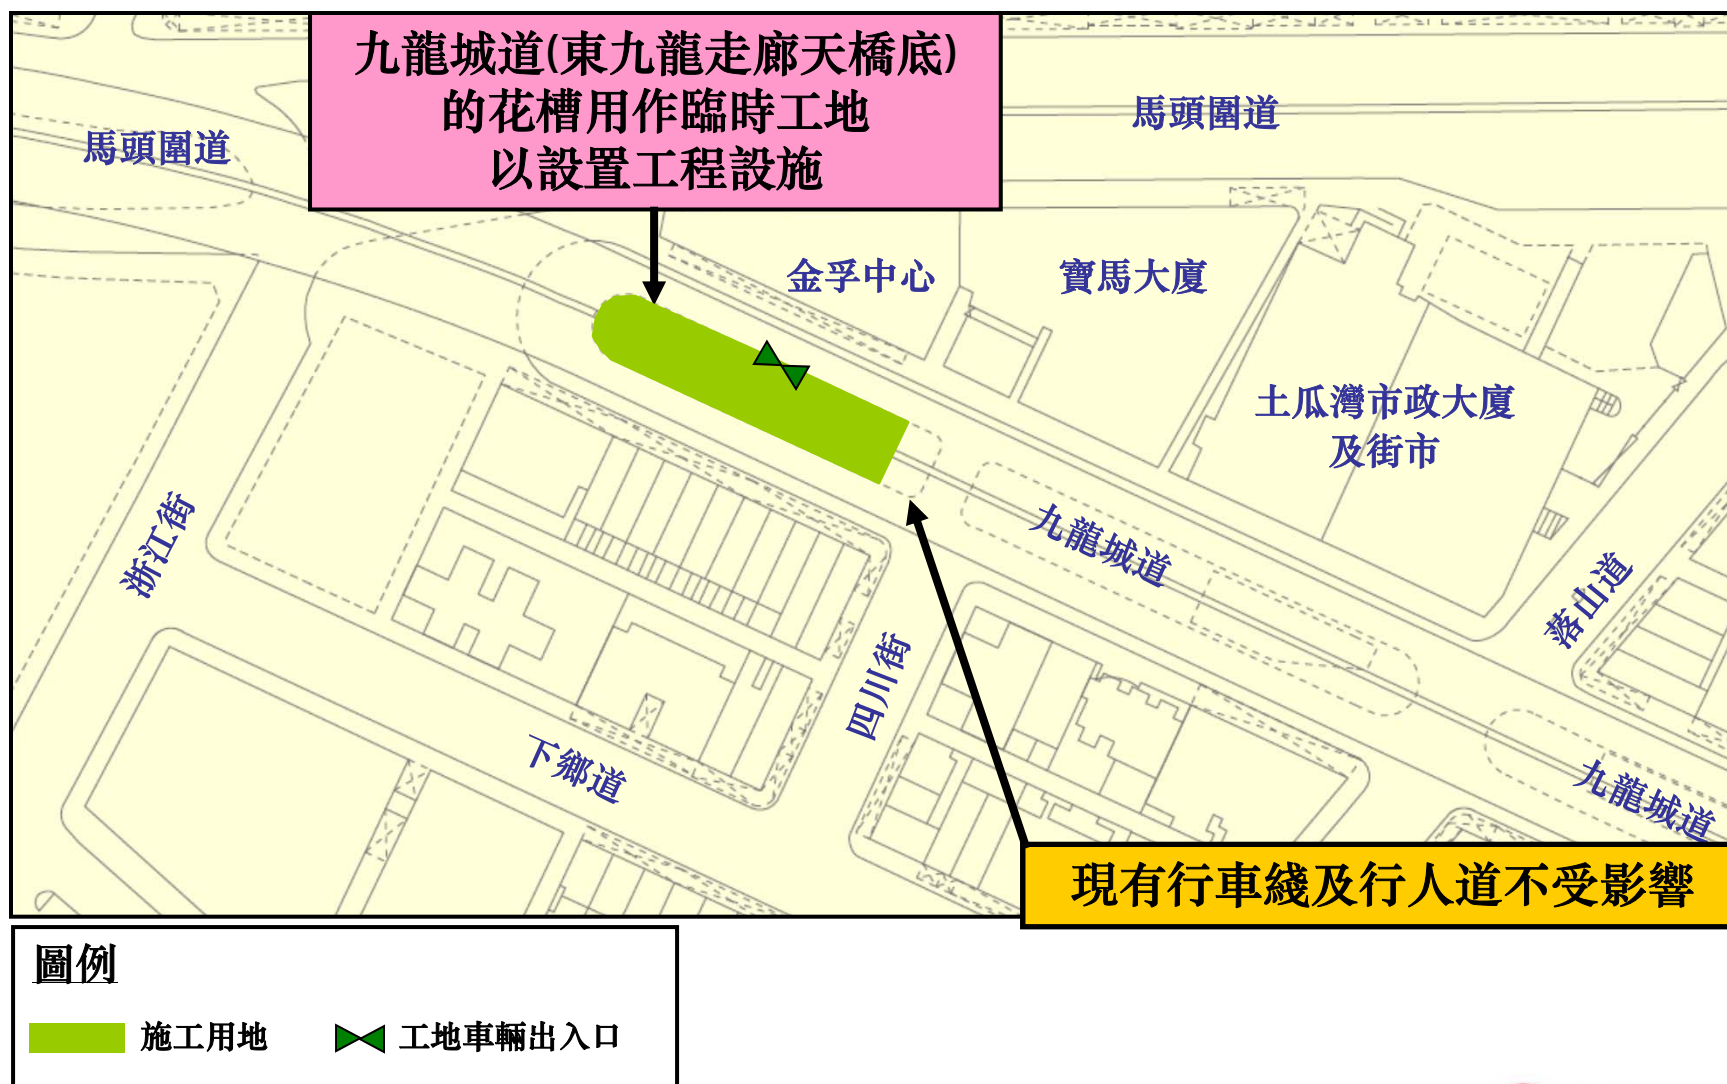 九龍城道(東九龍走廊天橋底)
的花槽用作臨時工地
以設置工程設施
馬頭圍道
馬頭圍道
金孚中心
寶馬大廈
土瓜灣市政大廈
及街市
浙江街
九龍城道
落山道
四川街
下鄉道
九龍城道
現有行車綫及行人道不受影響
圖例
施工用地
工地車輛出入口